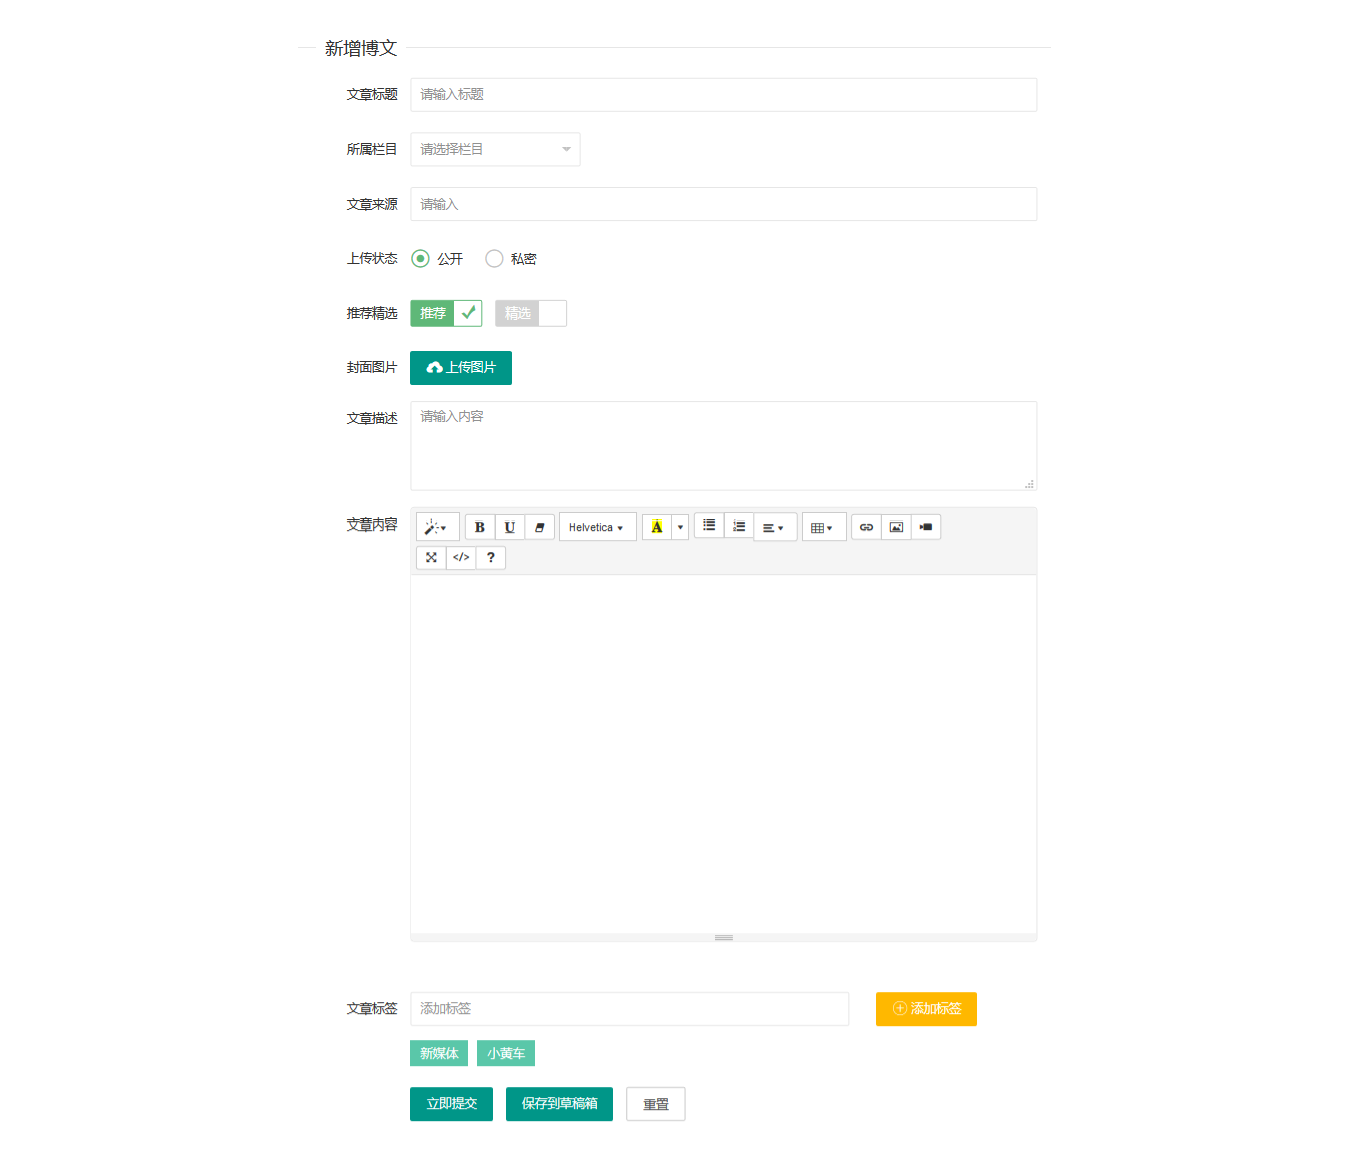 新增博文
文章标题 请输入标题
所属栏目 请选择栏目
文章来源 请输入
上传状态 公开 私密
推荐精选 推荐 精选
封面图片 上传图片
文章描述 请输入内容
文章内容 B U Helvetica A
</> ?
文章标签 添加标签 添加标签
新媒体 小黄车
立即提交 保存到草稿箱 重置